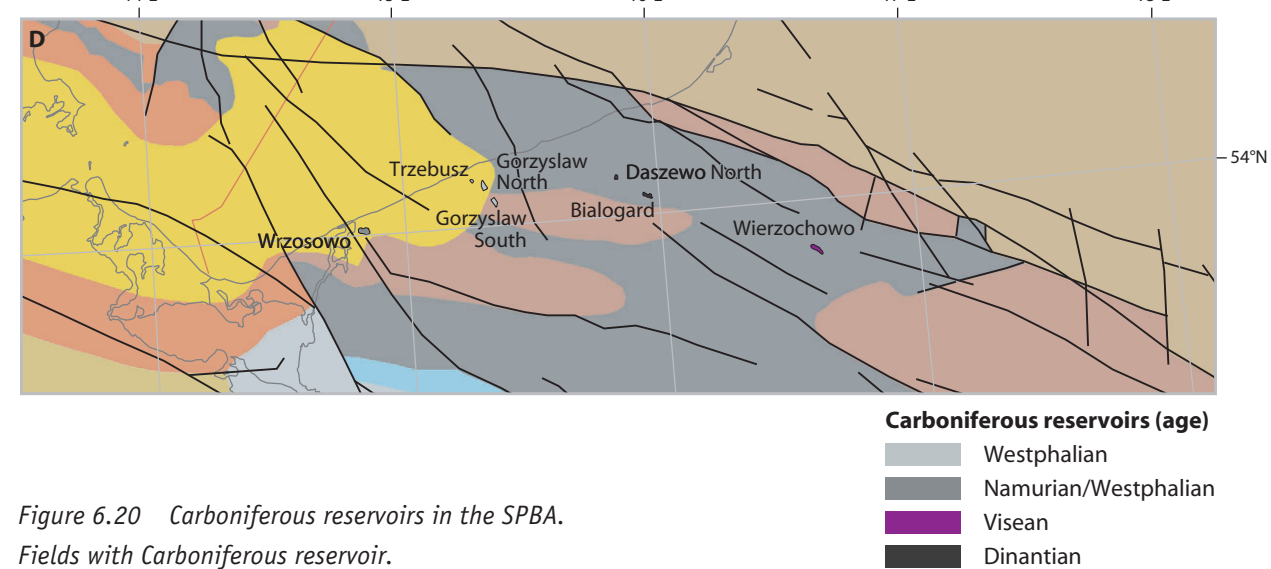 D
54°N
Trzebusz
Gorzyslaw
North
Daszewo North
Gorzyslaw
South
Bialogard
Wierzochowo
Wrzosowo
Carboniferous reservoirs (age)
Westphalian
Namurian/Westphalian
Visean
Dinantian
Figure 6.20 Carboniferous reservoirs in the SPBA.
Fields with Carboniferous reservoir.